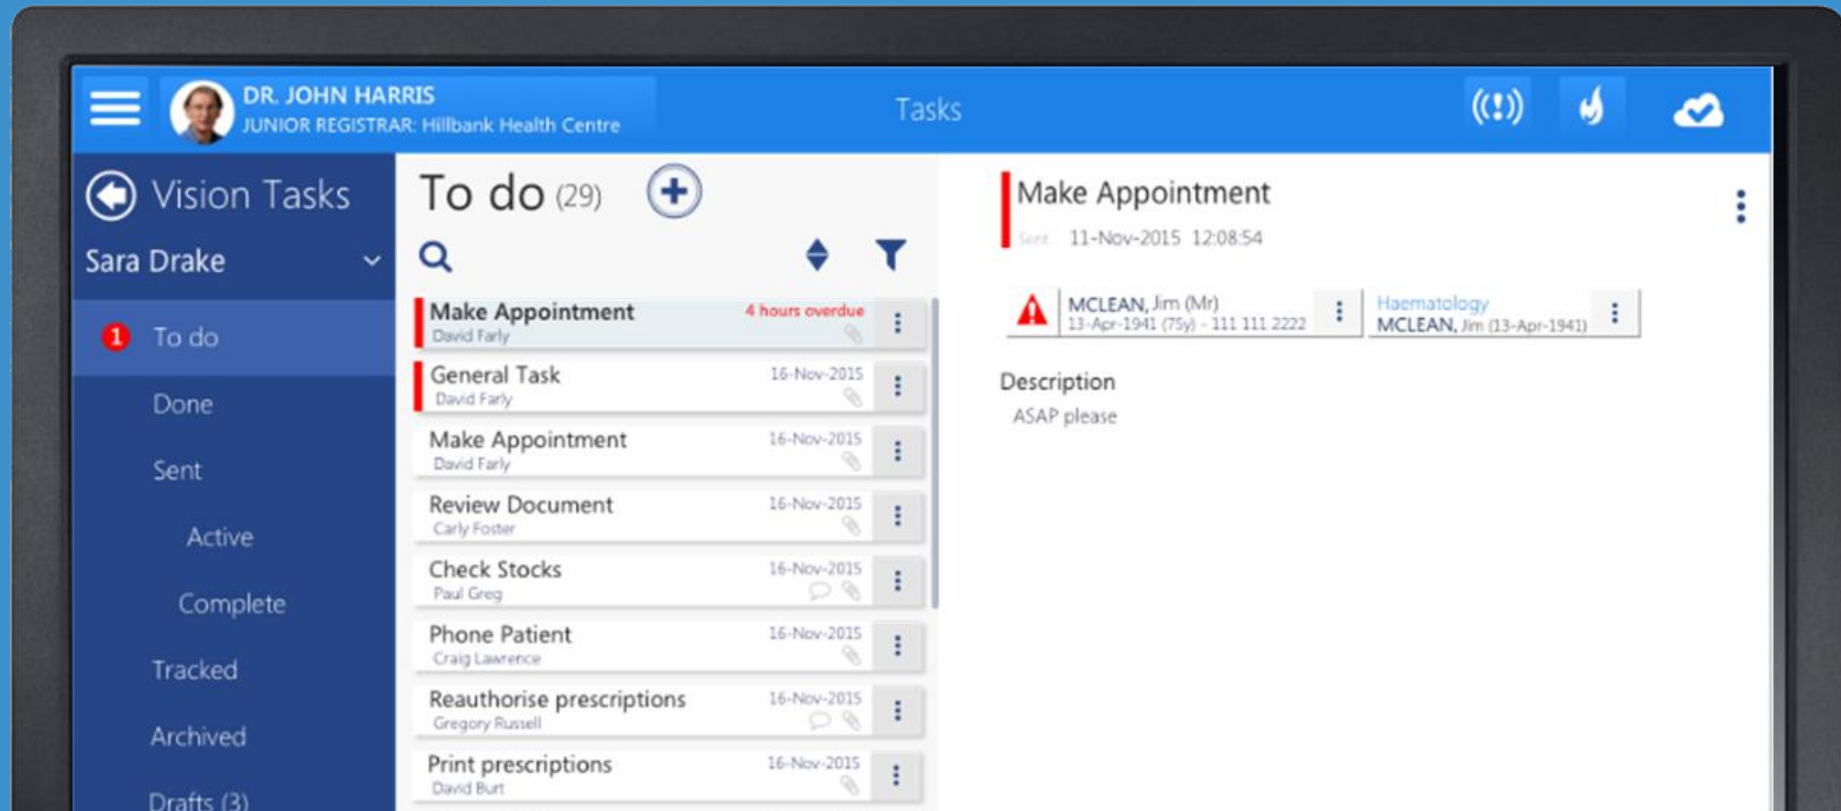 DR. JOHN HARRIS
JUNIOR REGISTRAR: Hillbank Health Centre
Tasks
Vision Tasks
Sara Drake
1 To do
Done
Sent
Active
Complete
Tracked
Archived
Drafts (3)
To do (29)
Make Appointment 4 hours overdue
David Farly
General Task 16-Nov-2015
David Farly
Make Appointment 16-Nov-2015
David Farly
Review Document 16-Nov-2015
Carly Foster
Check Stocks 16-Nov-2015
Paul Greg
Phone Patient 16-Nov-2015
Craig Lawrence
Reauthorise prescriptions 16-Nov-2015
Gregory Russell
Print prescriptions 16-Nov-2015
David Burt
Make Appointment
Sent 11-Nov-2015 12:08:54
MCLEAN, Jim (Mr)
13-Apr-1941 (75y) - 111 111 2222
Haematology
MCLEAN, Jim (13-Apr-1941)
Description
ASAP please